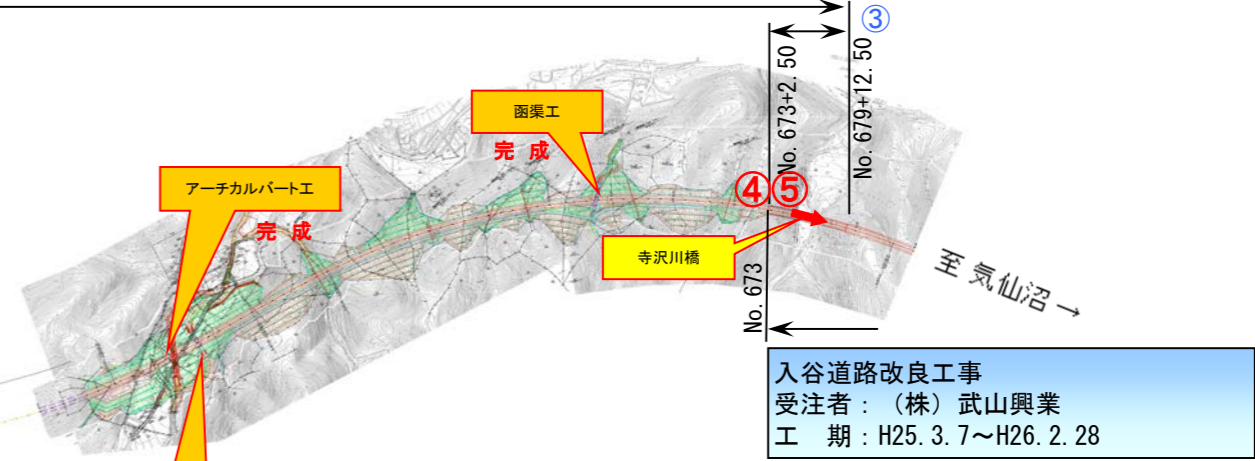 ③
No. 673+2. 50
No. 679+12. 50
函渠工
完 成
アーチカルバート工
完 成
④⑤
寺沢川橋
至 気仙沼 →
No. 673
入谷道路改良工事
受注者： （株）武山興業
工　期：H25. 3. 7～H26. 2. 28